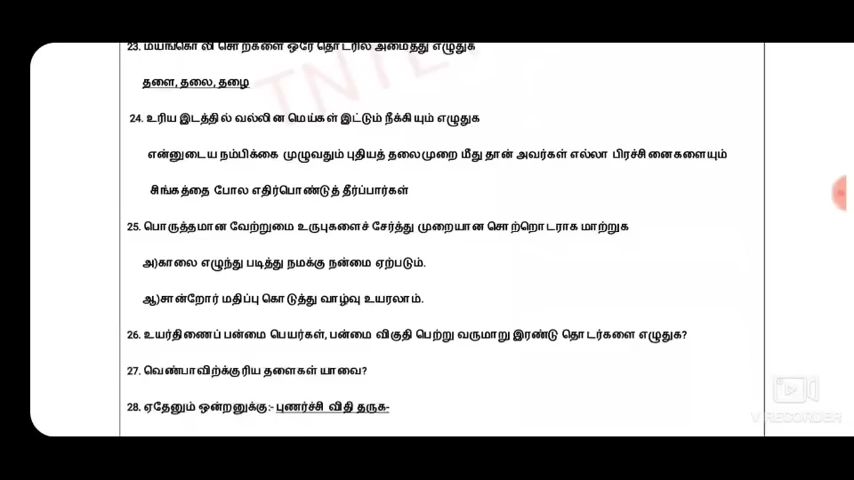 23. மயங்கொலி சொற்களை ஒரே தொடரில் அமைத்து எழுதுக
தளை, தலை, தழை
24. உரிய இடத்தில் வல்லின மெய்கள் இட்டும் நீக்கியும் எழுதுக
என்னுடைய நம்பிக்கை முழுவதும் புதியத் தலைமுறை மீது தான் அவர்கள் எல்லா பிரச்சினைகளையும்
சிங்கத்தை போல எதிர்பொண்டுத் தீர்ப்பார்கள்
25. பொருத்தமான வேற்றுமை உருபுகளைச் சேர்த்து முறையான சொற்றொடராக மாற்றுக
அ)காலை எழுந்து படித்து நமக்கு நன்மை ஏற்படும்.
ஆ)சான்றோர் மதிப்பு கொடுத்து வாழ்வு உயரலாம்.
26. உயர்திணைப் பன்மை பெயர்கள், பன்மை விகுதி பெற்று வருமாறு இரண்டு தொடர்களை எழுதுக?
27. வெண்பாவிற்க்குரிய தளைகள் யாவை?
28. ஏதேனும் ஒன்றனுக்கு:- புணர்ச்சி விதி தருக-
V RECORDER